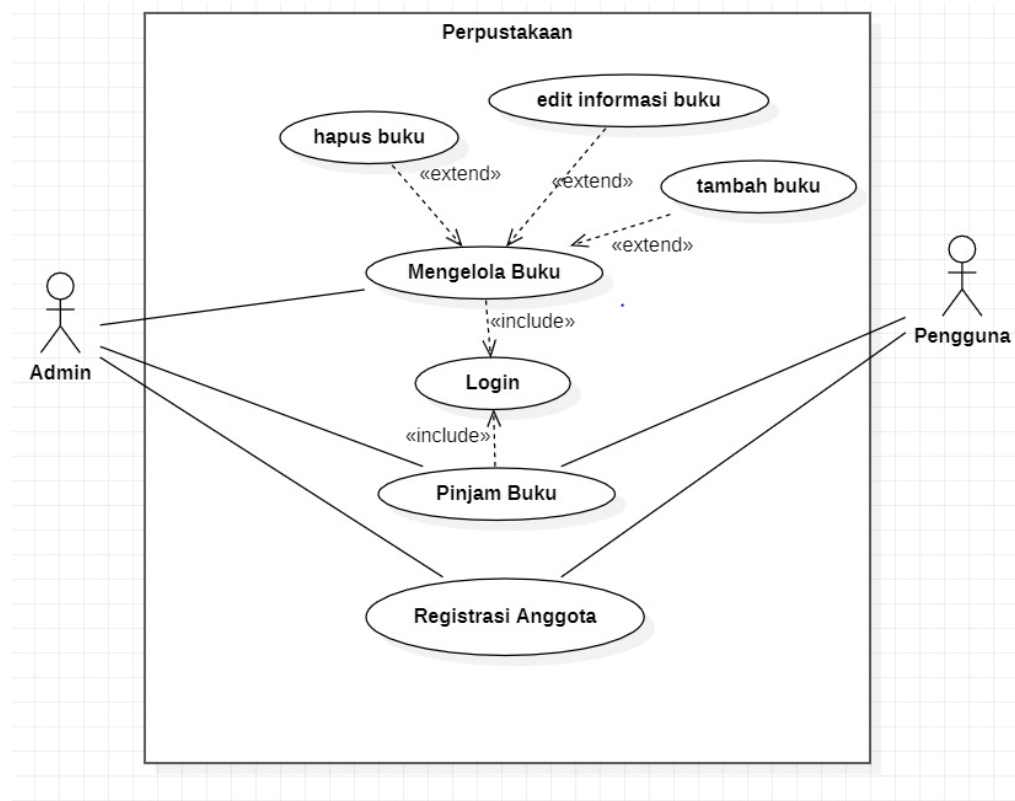 Perpustakaan
edit informasi buku
hapus buku
«extend»
«extend»
tambah buku
«extend»
Mengelola Buku
«include»
Admin
Pengguna
Login
«include»
Pinjam Buku
Registrasi Anggota